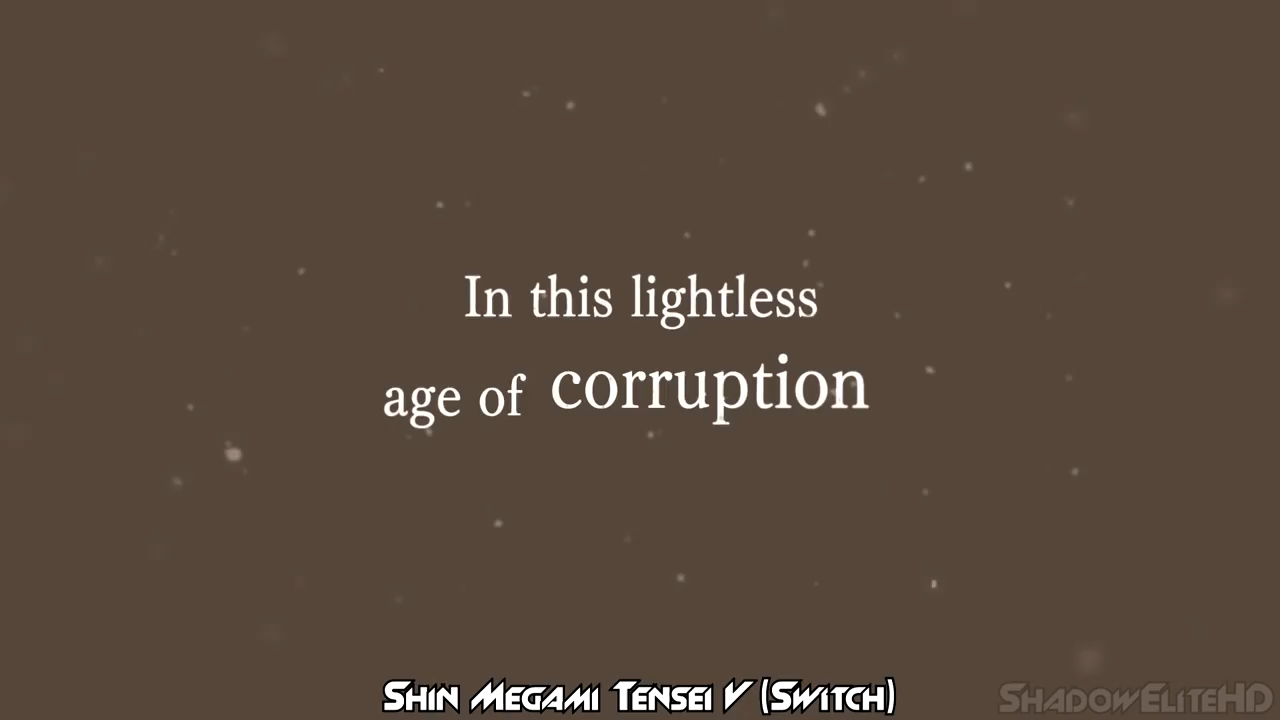 In this lightless
age of corruption
Shin Megami Tensei V (Switch)
ShadowEliteHD